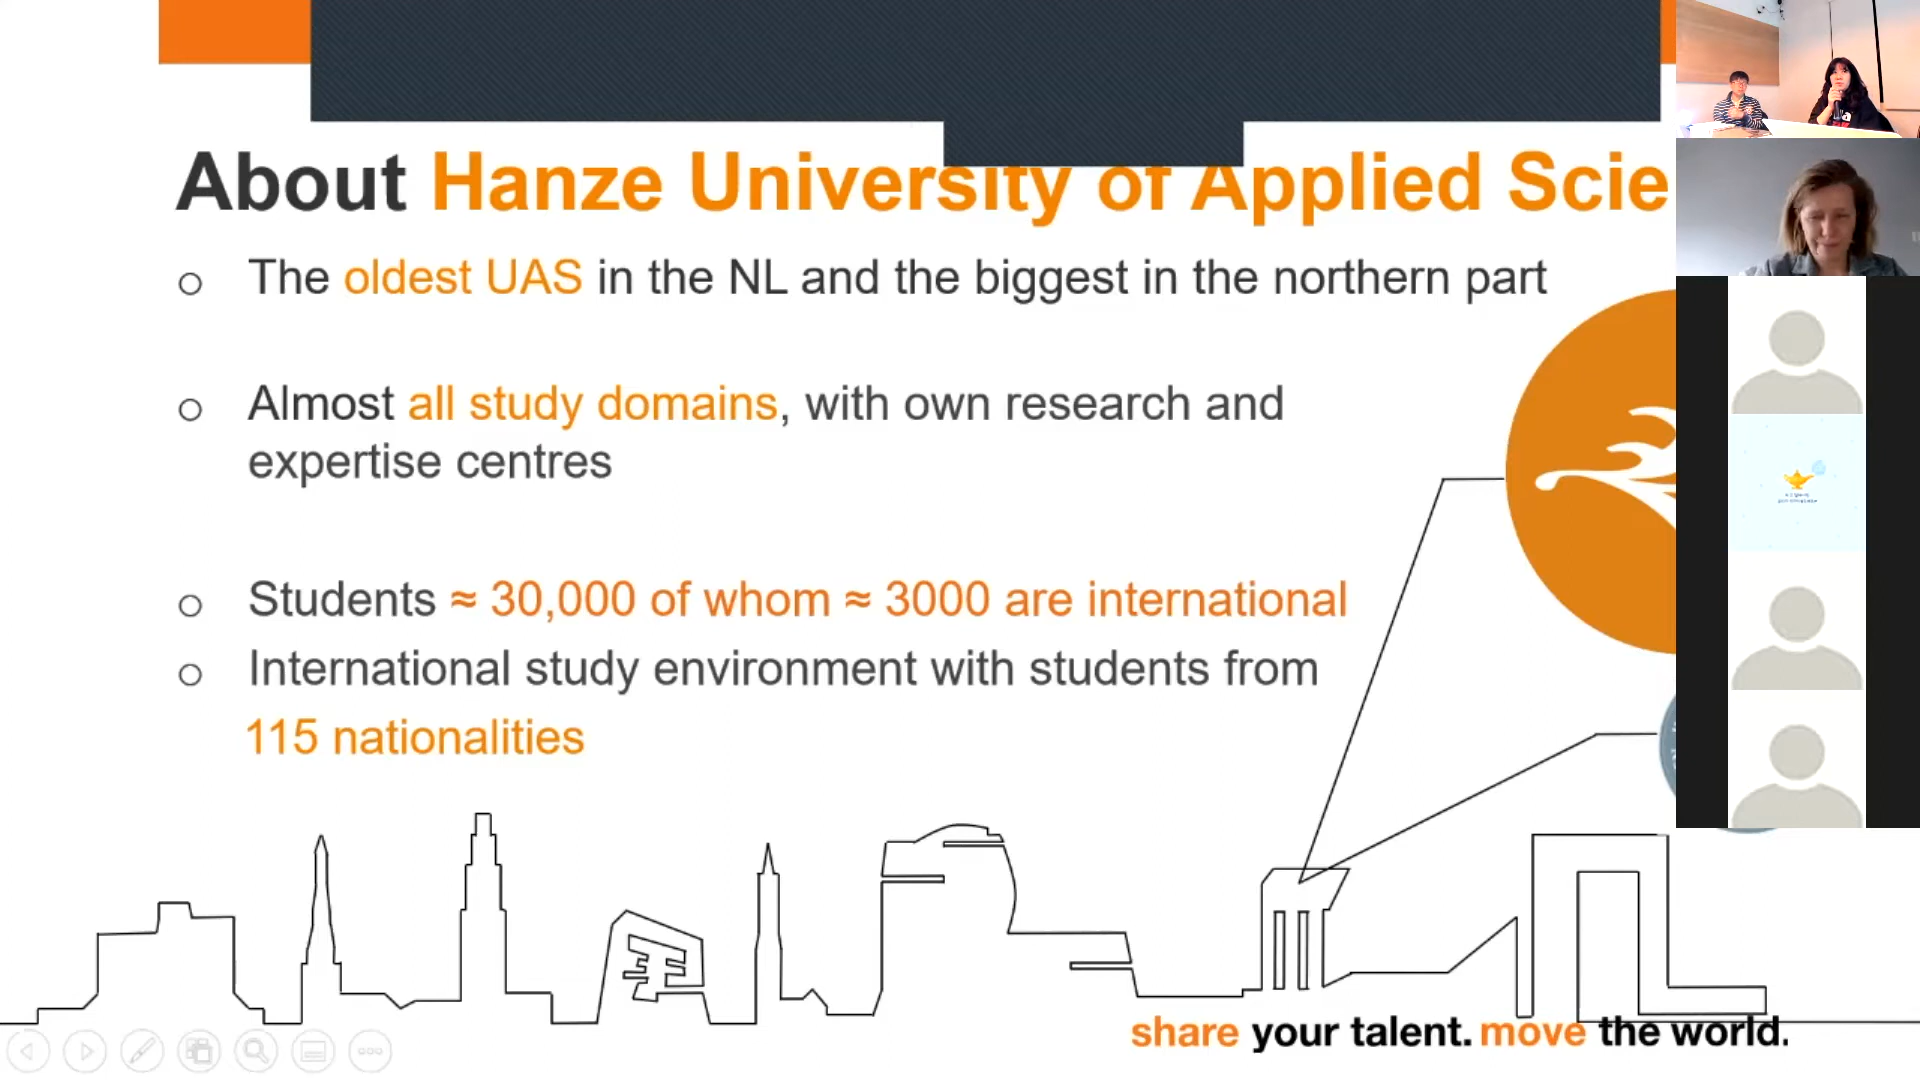 About Hanze University of Applied Scie
The oldest UAS in the NL and the biggest in the northern part
Almost all study domains, with own research and
expertise centres
Students ≈ 30,000 of whom ≈ 3000 are international
International study environment with students from
115 nationalities
share your talent. move the world.